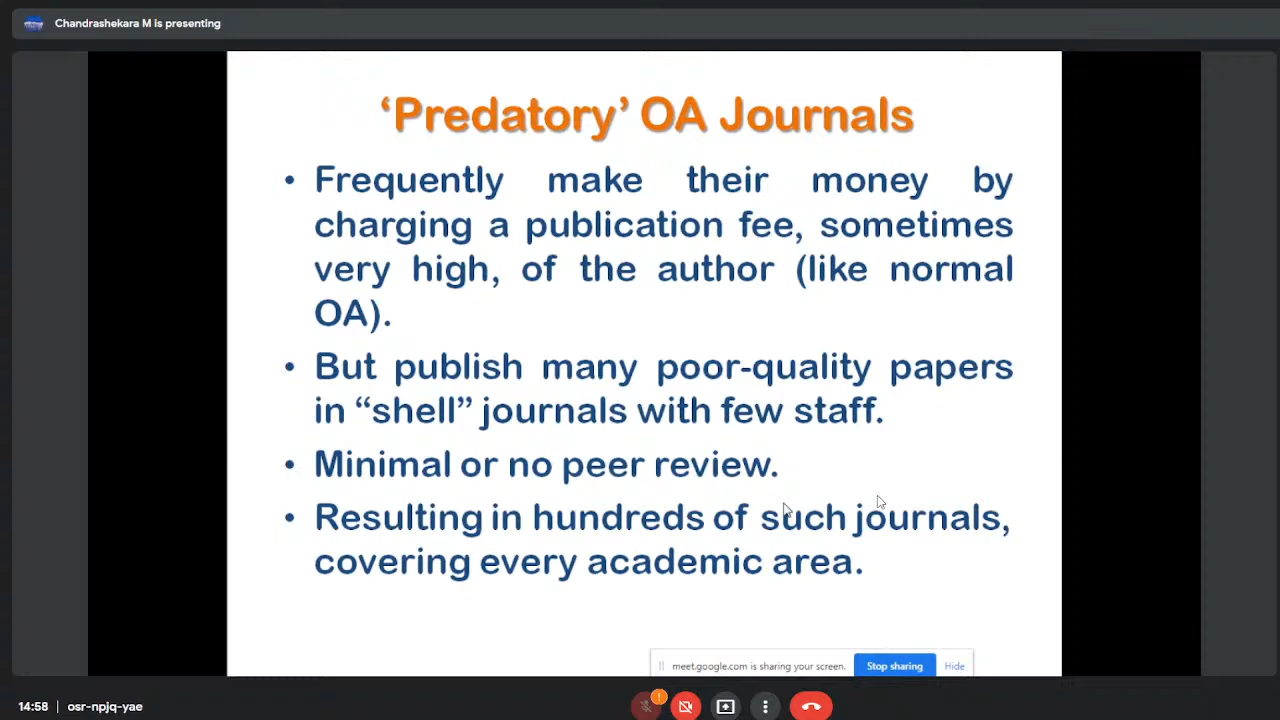 Chandrashekara M is presenting
‘Predatory’ OA Journals
• Frequently make their money by
charging a publication fee, sometimes
very high, of the author (like normal
OA).
• But publish many poor-quality papers
in “shell” journals with few staff.
• Minimal or no peer review.
• Resulting in hundreds of such journals,
covering every academic area.
meet.google.com is sharing your screen. Stop sharing Hide
14:58 | osr-npjq-yae